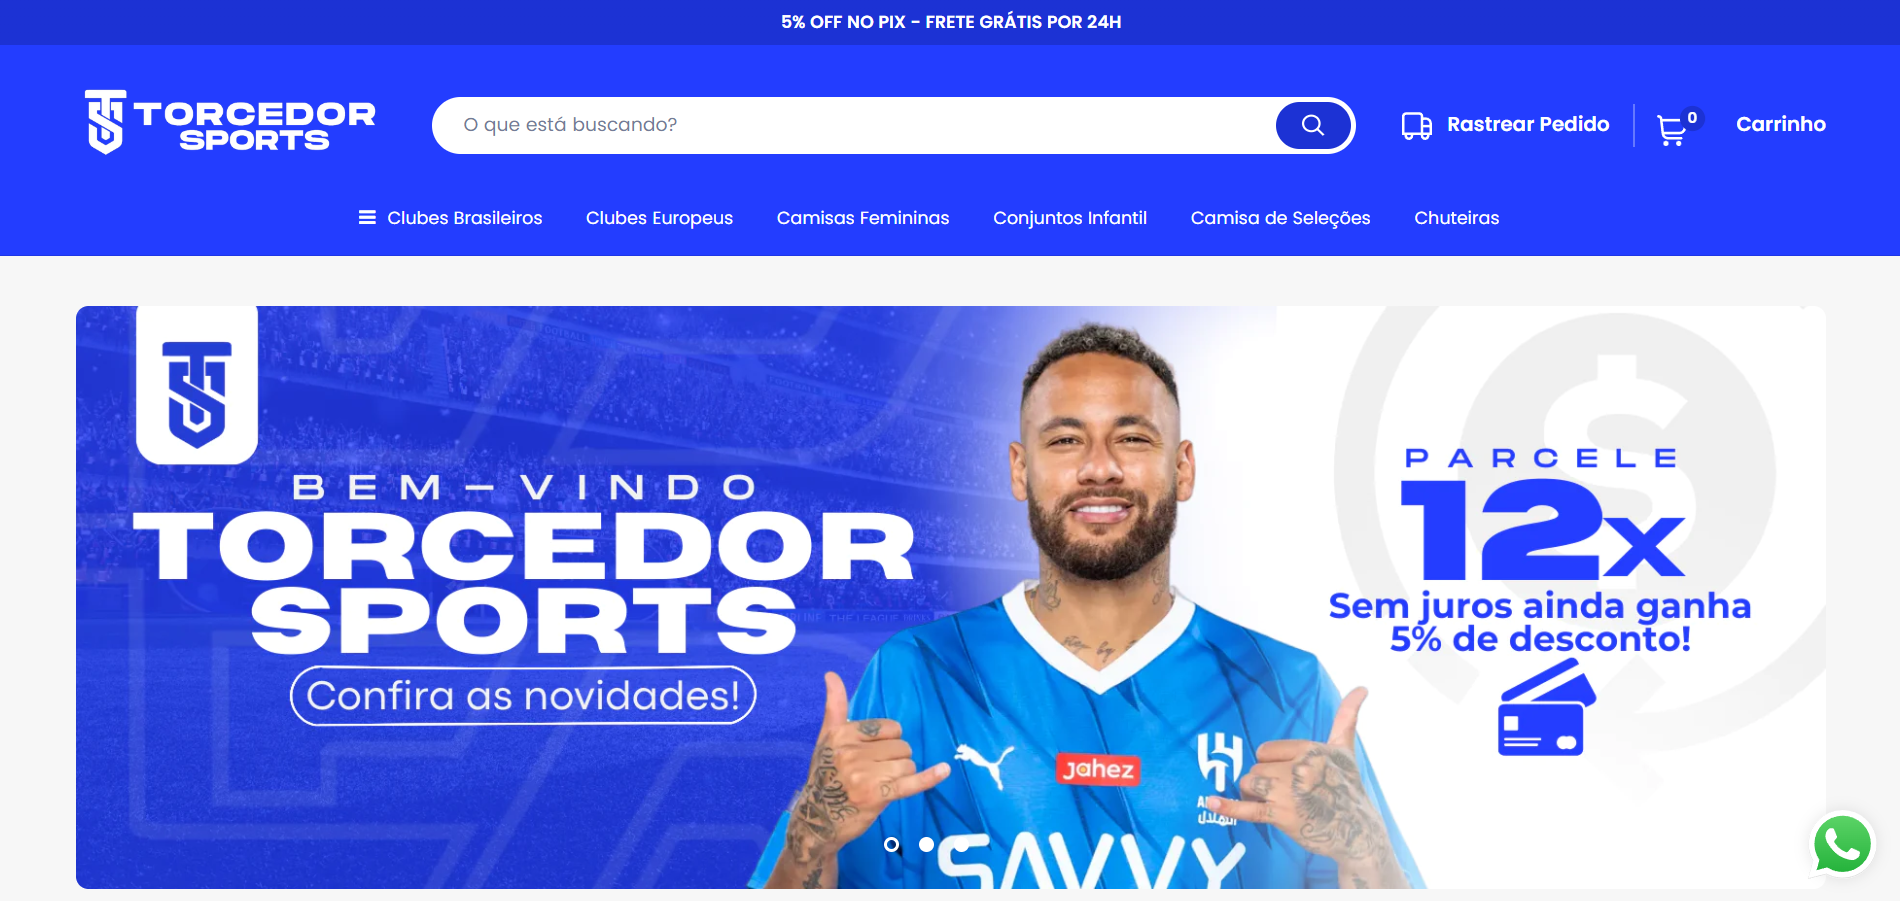 5% OFF NO PIX - FRETE GRÁTIS POR 24H
TORCEDOR
SPORTS
O que está buscando?
Rastrear Pedido
0
Carrinho
Clubes Brasileiros
Clubes Europeus
Camisas Femininas
Conjuntos Infantil
Camisa de Seleções
Chuteiras
BEM-VINDO
TORCEDOR
SPORTS
Confira as novidades!
PARCELE
12x
Sem juros ainda ganha
5% de desconto!
Jahez
الهلال
SAVVY